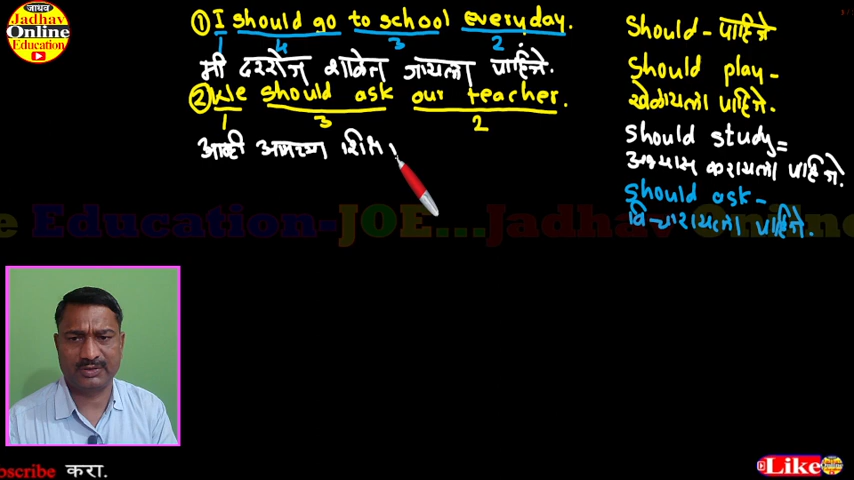 जाधव
Jadhav
Online
Education
① I should go to school everyday.
1 4 3 2
मी दररोज शाळेत जायला पाहिजे.
② We should ask our teacher.
1 3 2
आम्ही आमच्या शि
Should - पाहिजे
should play -
खेळायला पाहिजे.
should study =
अभ्यास करायला पाहिजे.
should ask -
विचारायला पाहिजे.
e Education-JOE...Jadhav Online
bscribe करा.
Like